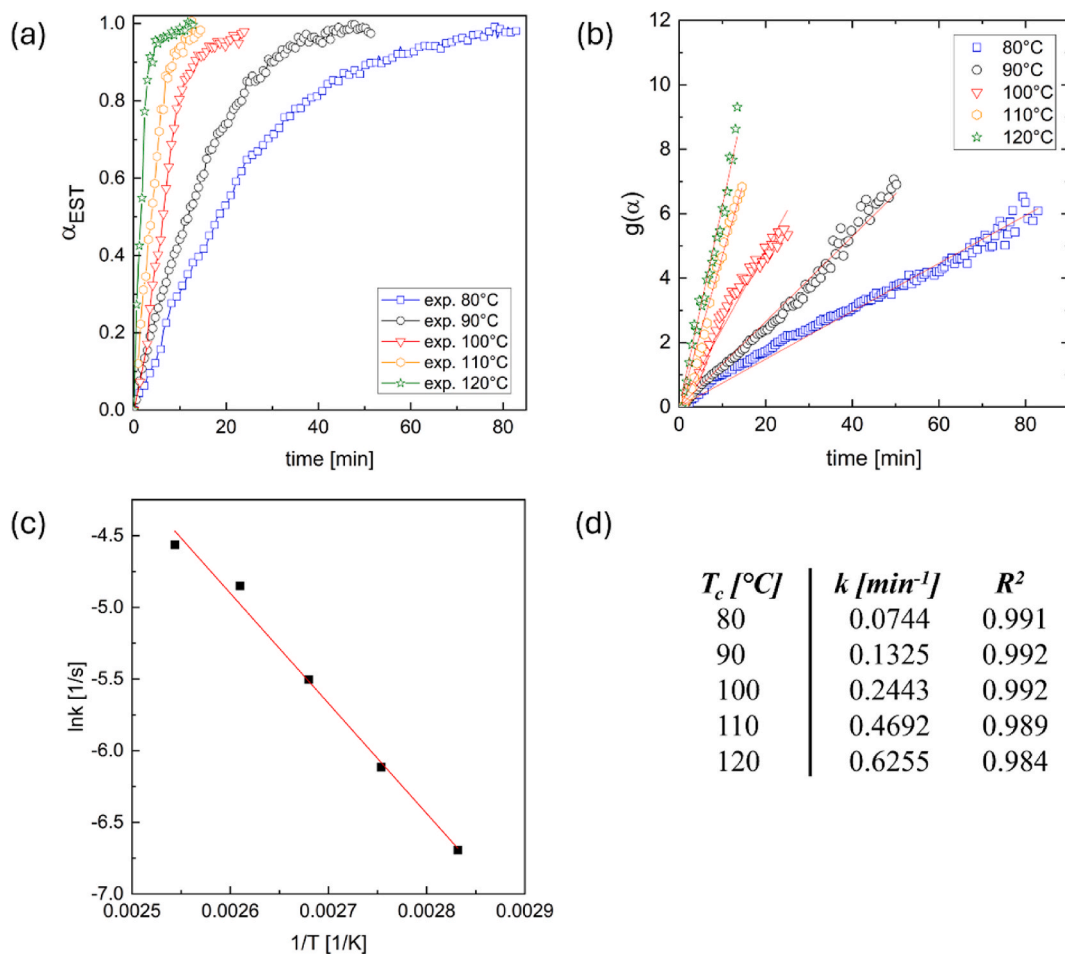 (a)
α_EST
1.0
0.8
0.6
0.4
0.2
0.0
exp. 80°C
exp. 90°C
exp. 100°C
exp. 110°C
exp. 120°C
0 20 40 60 80
time [min]
(b)
g(α)
12
10
8
6
4
2
0
80°C
90°C
100°C
110°C
120°C
0 20 40 60 80
time [min]
(c)
lnk [1/s]
-4.5
-5.0
-5.5
-6.0
-6.5
-7.0
0.0025 0.0026 0.0027 0.0028 0.0029
1/T [1/K]
(d)
T_c [°C] k [min⁻¹] R²
80 0.0744 0.991
90 0.1325 0.992
100 0.2443 0.992
110 0.4692 0.989
120 0.6255 0.984